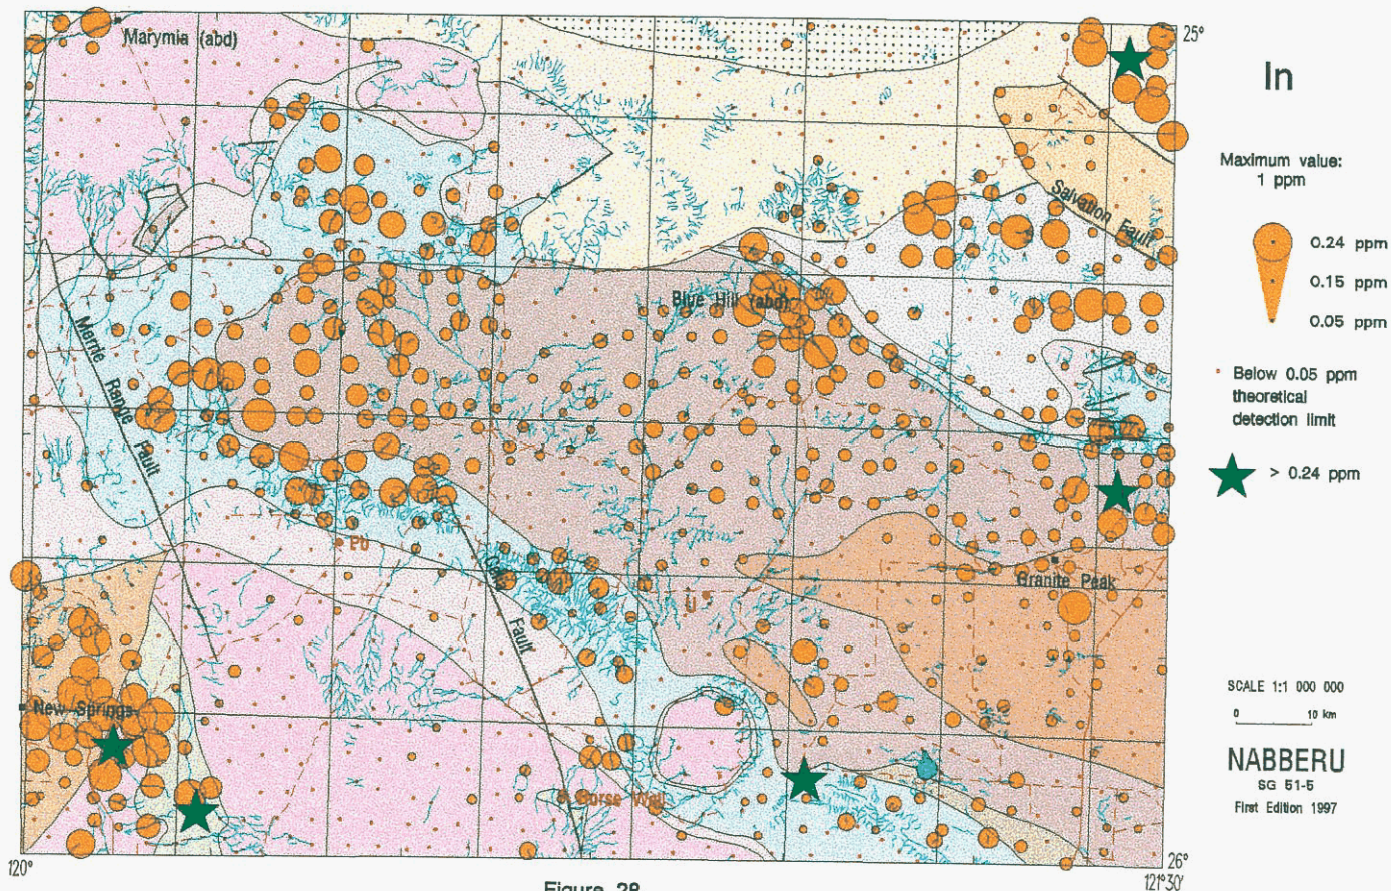 Marymia (abd)
25°
In
Maximum value:
1 ppm
Salvation Fault
0.24 ppm
0.15 ppm
0.05 ppm
Blue Hill (abd)
Merrie Range Fault
Below 0.05 ppm
theoretical
detection limit
> 0.24 ppm
Pb
Fault
Granite Peak
U
New Springs
SCALE 1:1 000 000
0 10 km
NABBERU
SG 51-5
First Edition 1997
120°
26°
121°30'
Figure 28